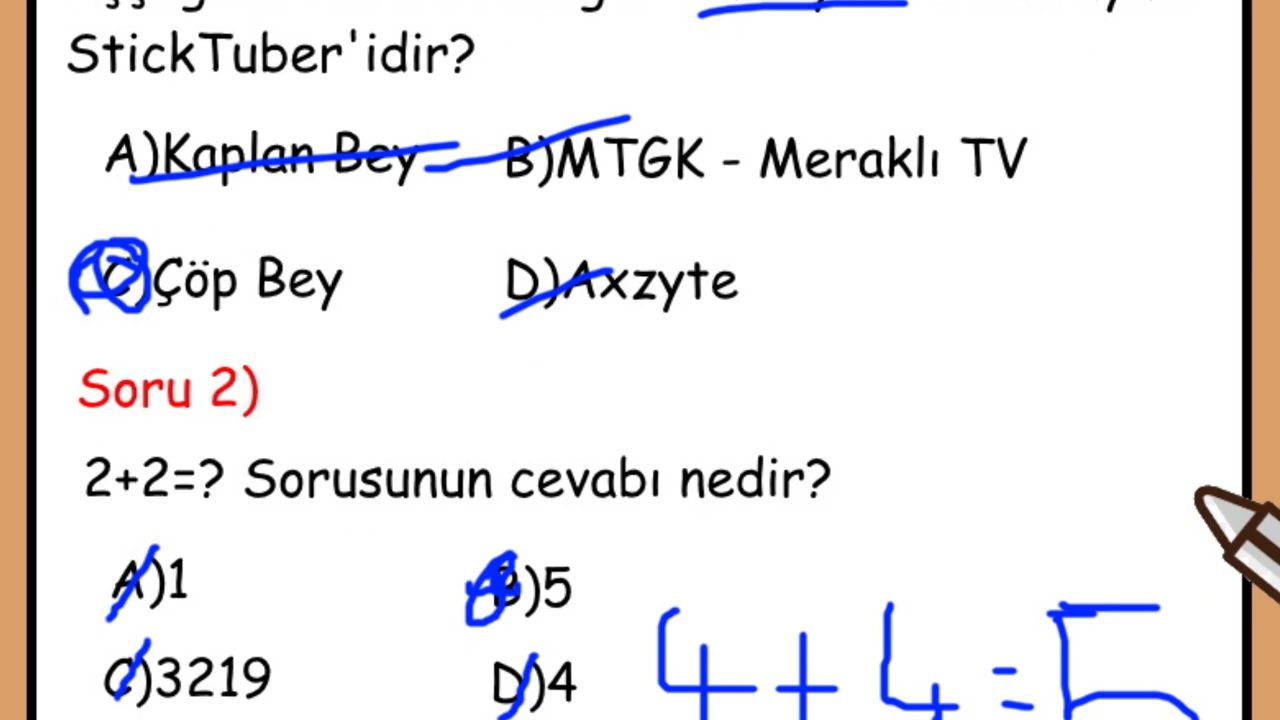 StickTuber'idir?
A)Kaplan Bey B)MTGK - Meraklı TV
C)Çöp Bey D)Axzyte
Soru 2)
2+2=? Sorusunun cevabı nedir?
A)1 B)5
C)3219 D)4 4+4=5